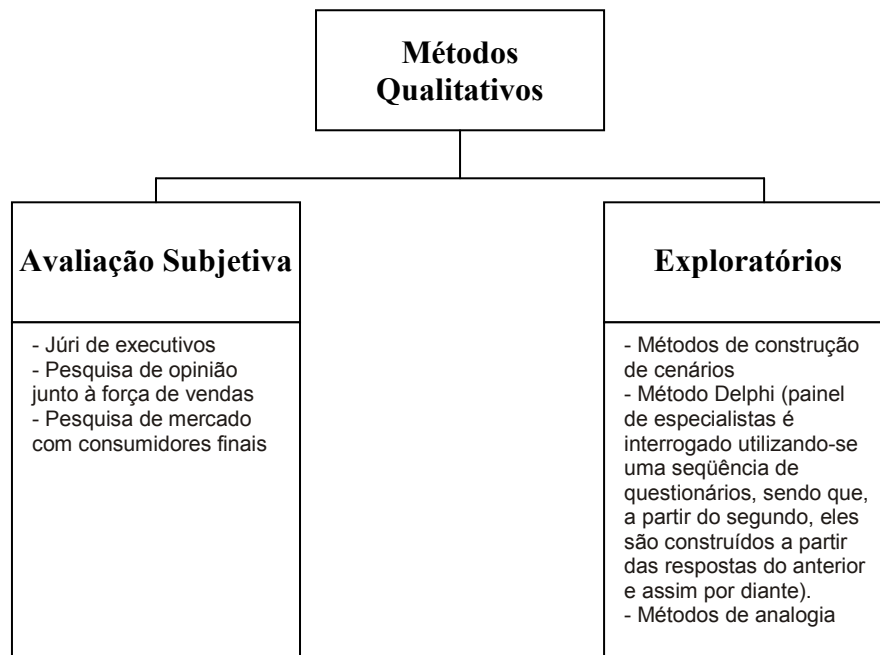 Métodos
Qualitativos
Avaliação Subjetiva
- Júri de executivos
- Pesquisa de opinião
junto à força de vendas
- Pesquisa de mercado
com consumidores finais
Exploratórios
- Métodos de construção
de cenários
- Método Delphi (painel
de especialistas é
interrogado utilizando-se
uma seqüência de
questionários, sendo que,
a partir do segundo, eles
são construídos a partir
das respostas do anterior
e assim por diante).
- Métodos de analogia